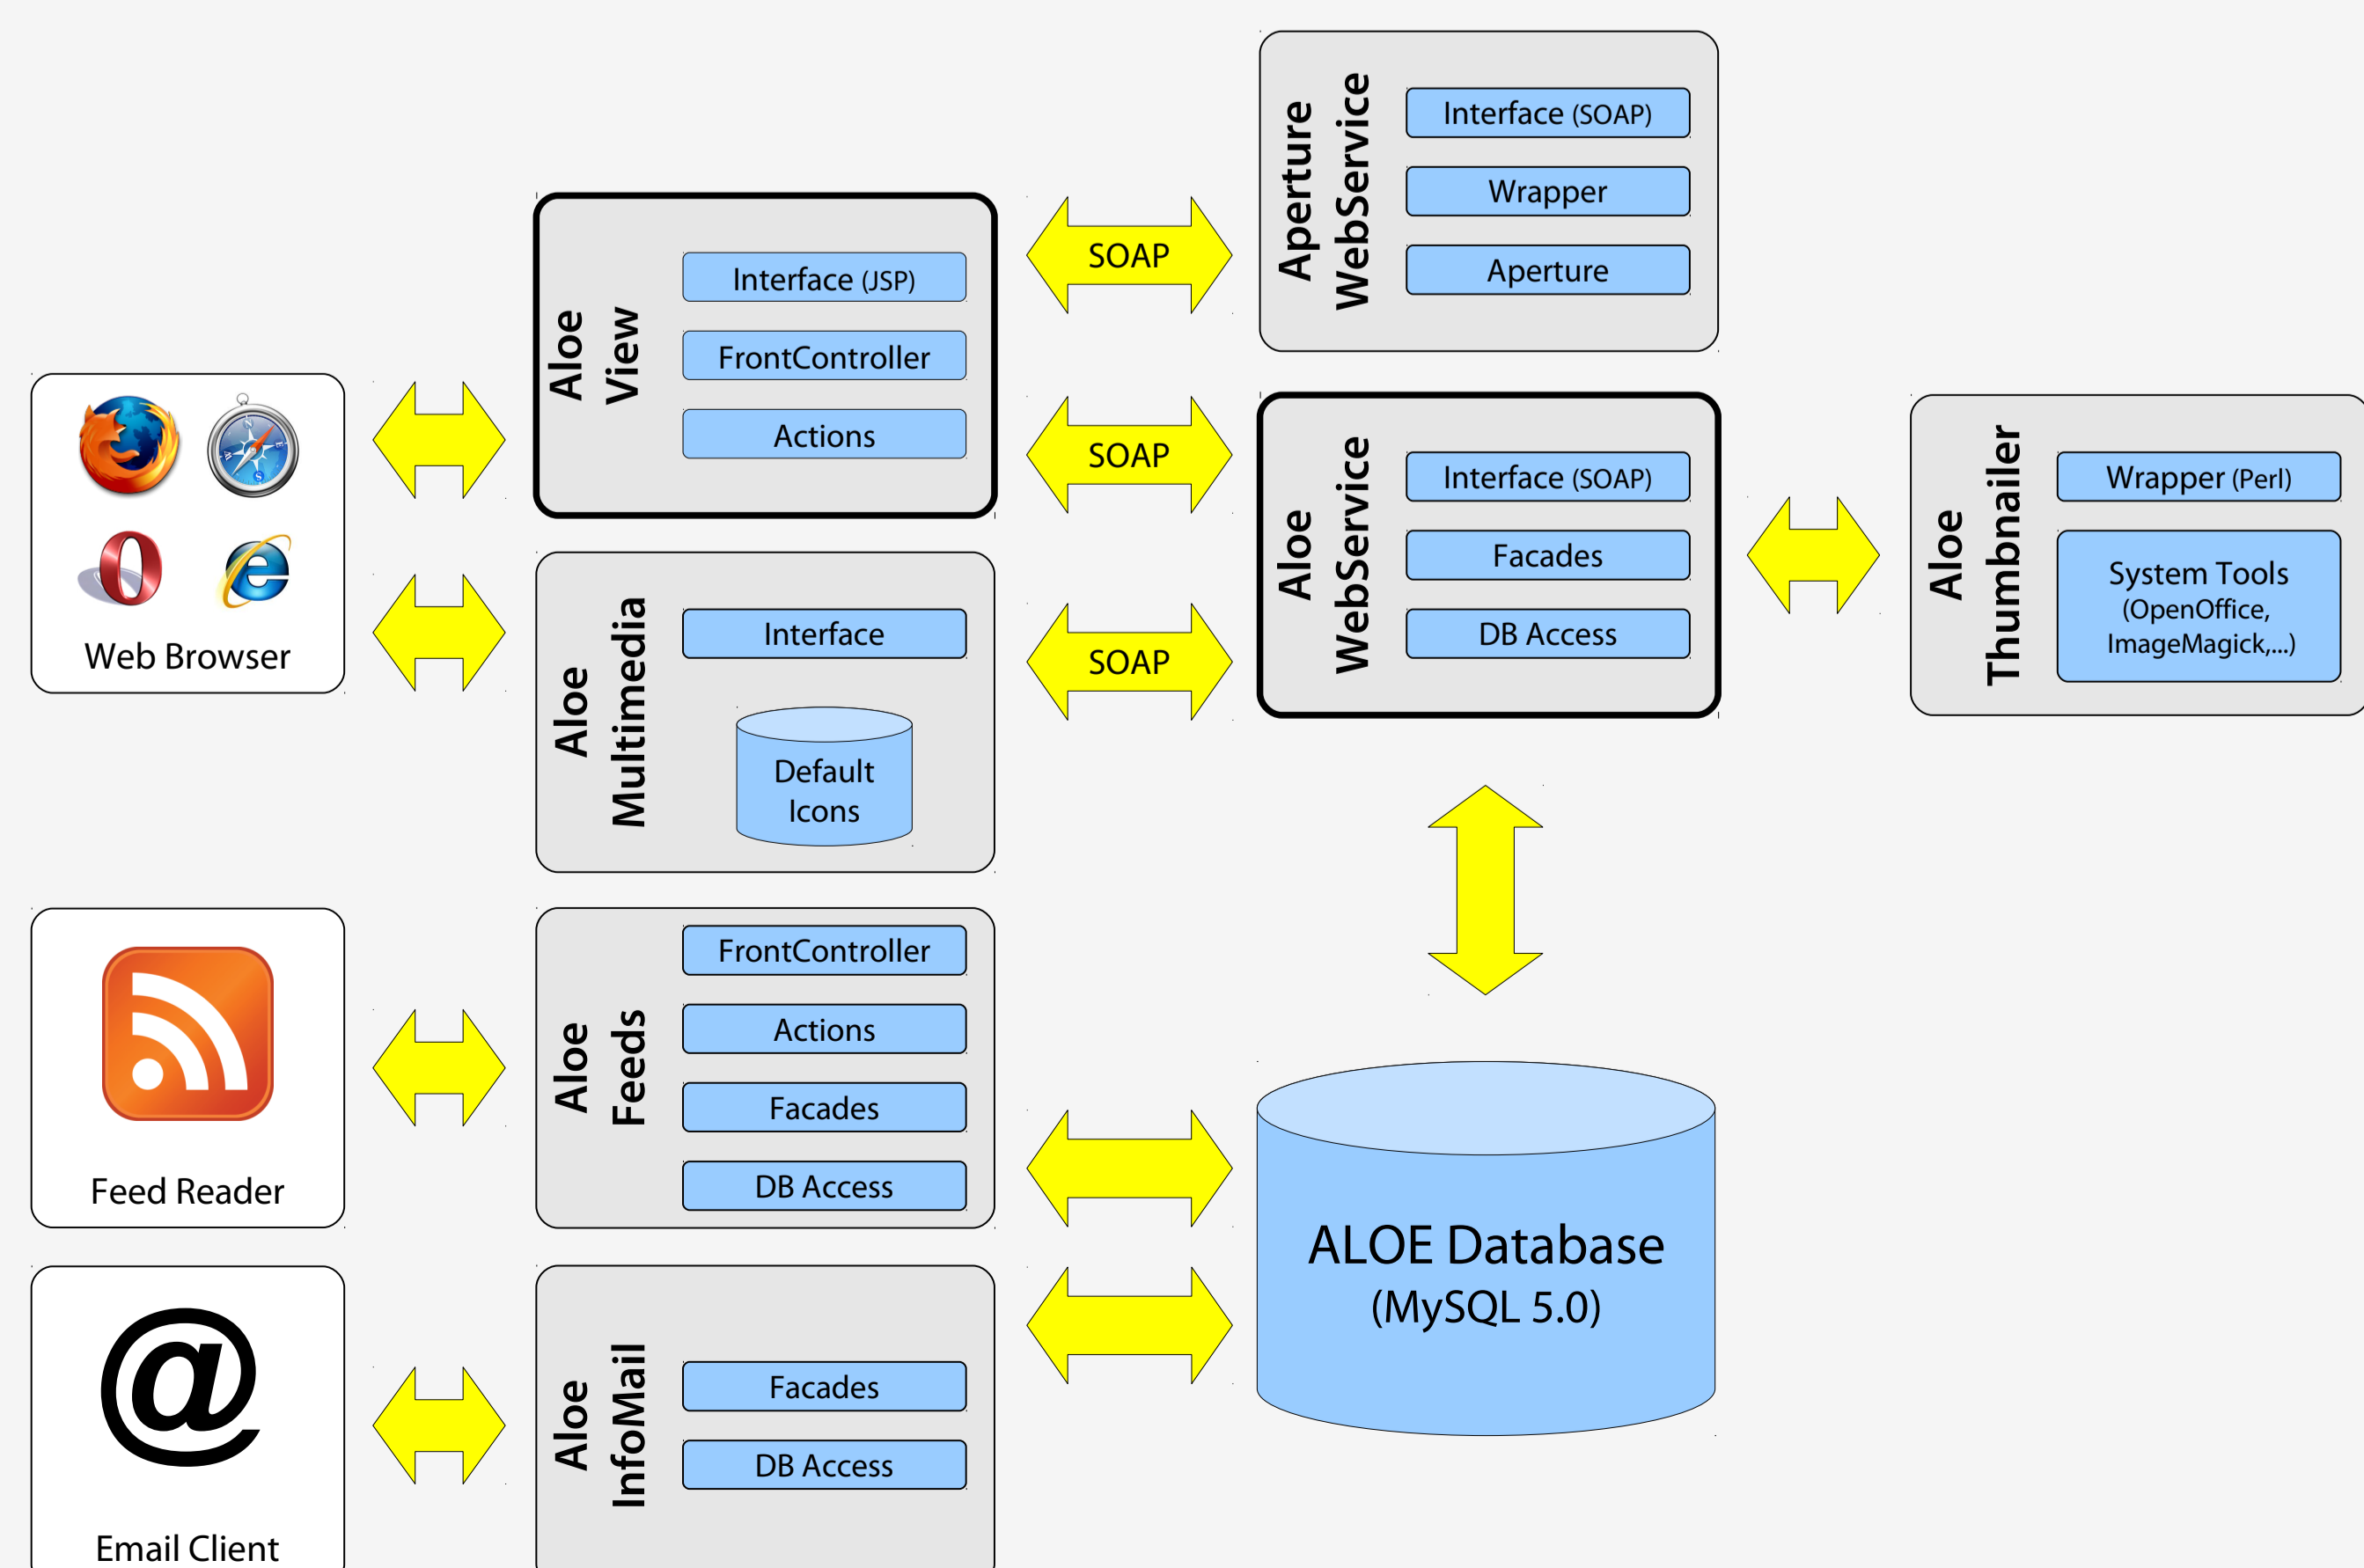 Aperture
WebService
Interface (SOAP)
Wrapper
Aperture
Aloe
View
Interface (JSP)
FrontController
Actions
SOAP
SOAP
SOAP
Web Browser
Aloe
Multimedia
Interface
Default
Icons
Aloe
WebService
Interface (SOAP)
Facades
DB Access
Aloe
Thumbnailer
Wrapper (Perl)
System Tools
(OpenOffice,
ImageMagick,...)
Feed Reader
Aloe
Feeds
FrontController
Actions
Facades
DB Access
ALOE Database
(MySQL 5.0)
@
Email Client
Aloe
InfoMail
Facades
DB Access